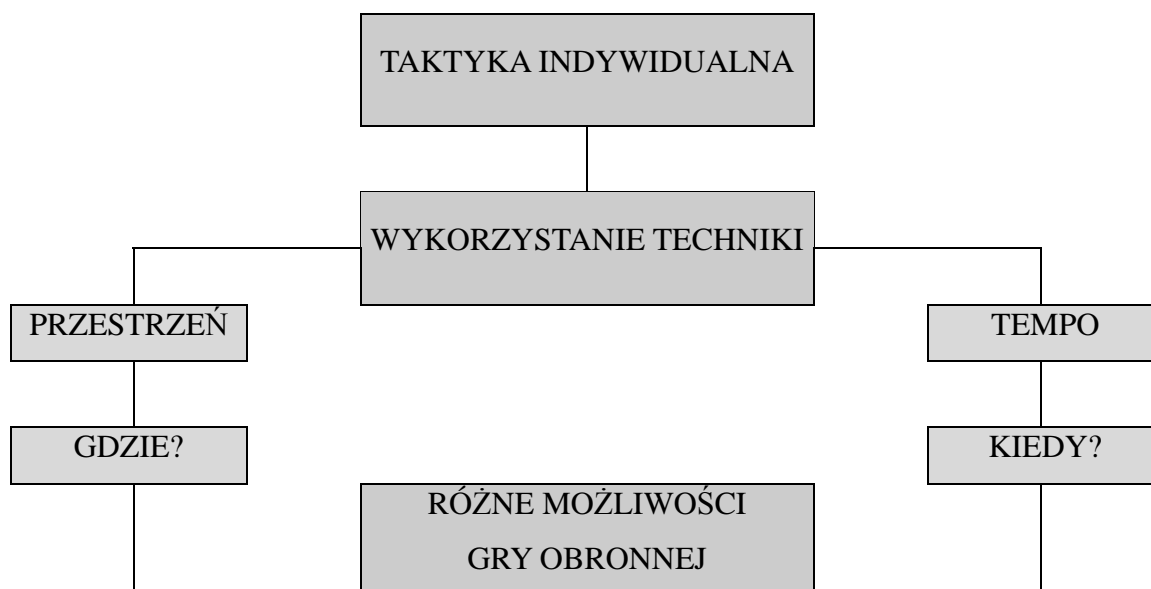 TAKTYKA INDYWIDUALNA
WYKORZYSTANIE TECHNIKI
PRZESTRZEŃ
TEMPO
GDZIE?
KIEDY?
RÓŻNE MOŻLIWOŚCI
GRY OBRONNEJ